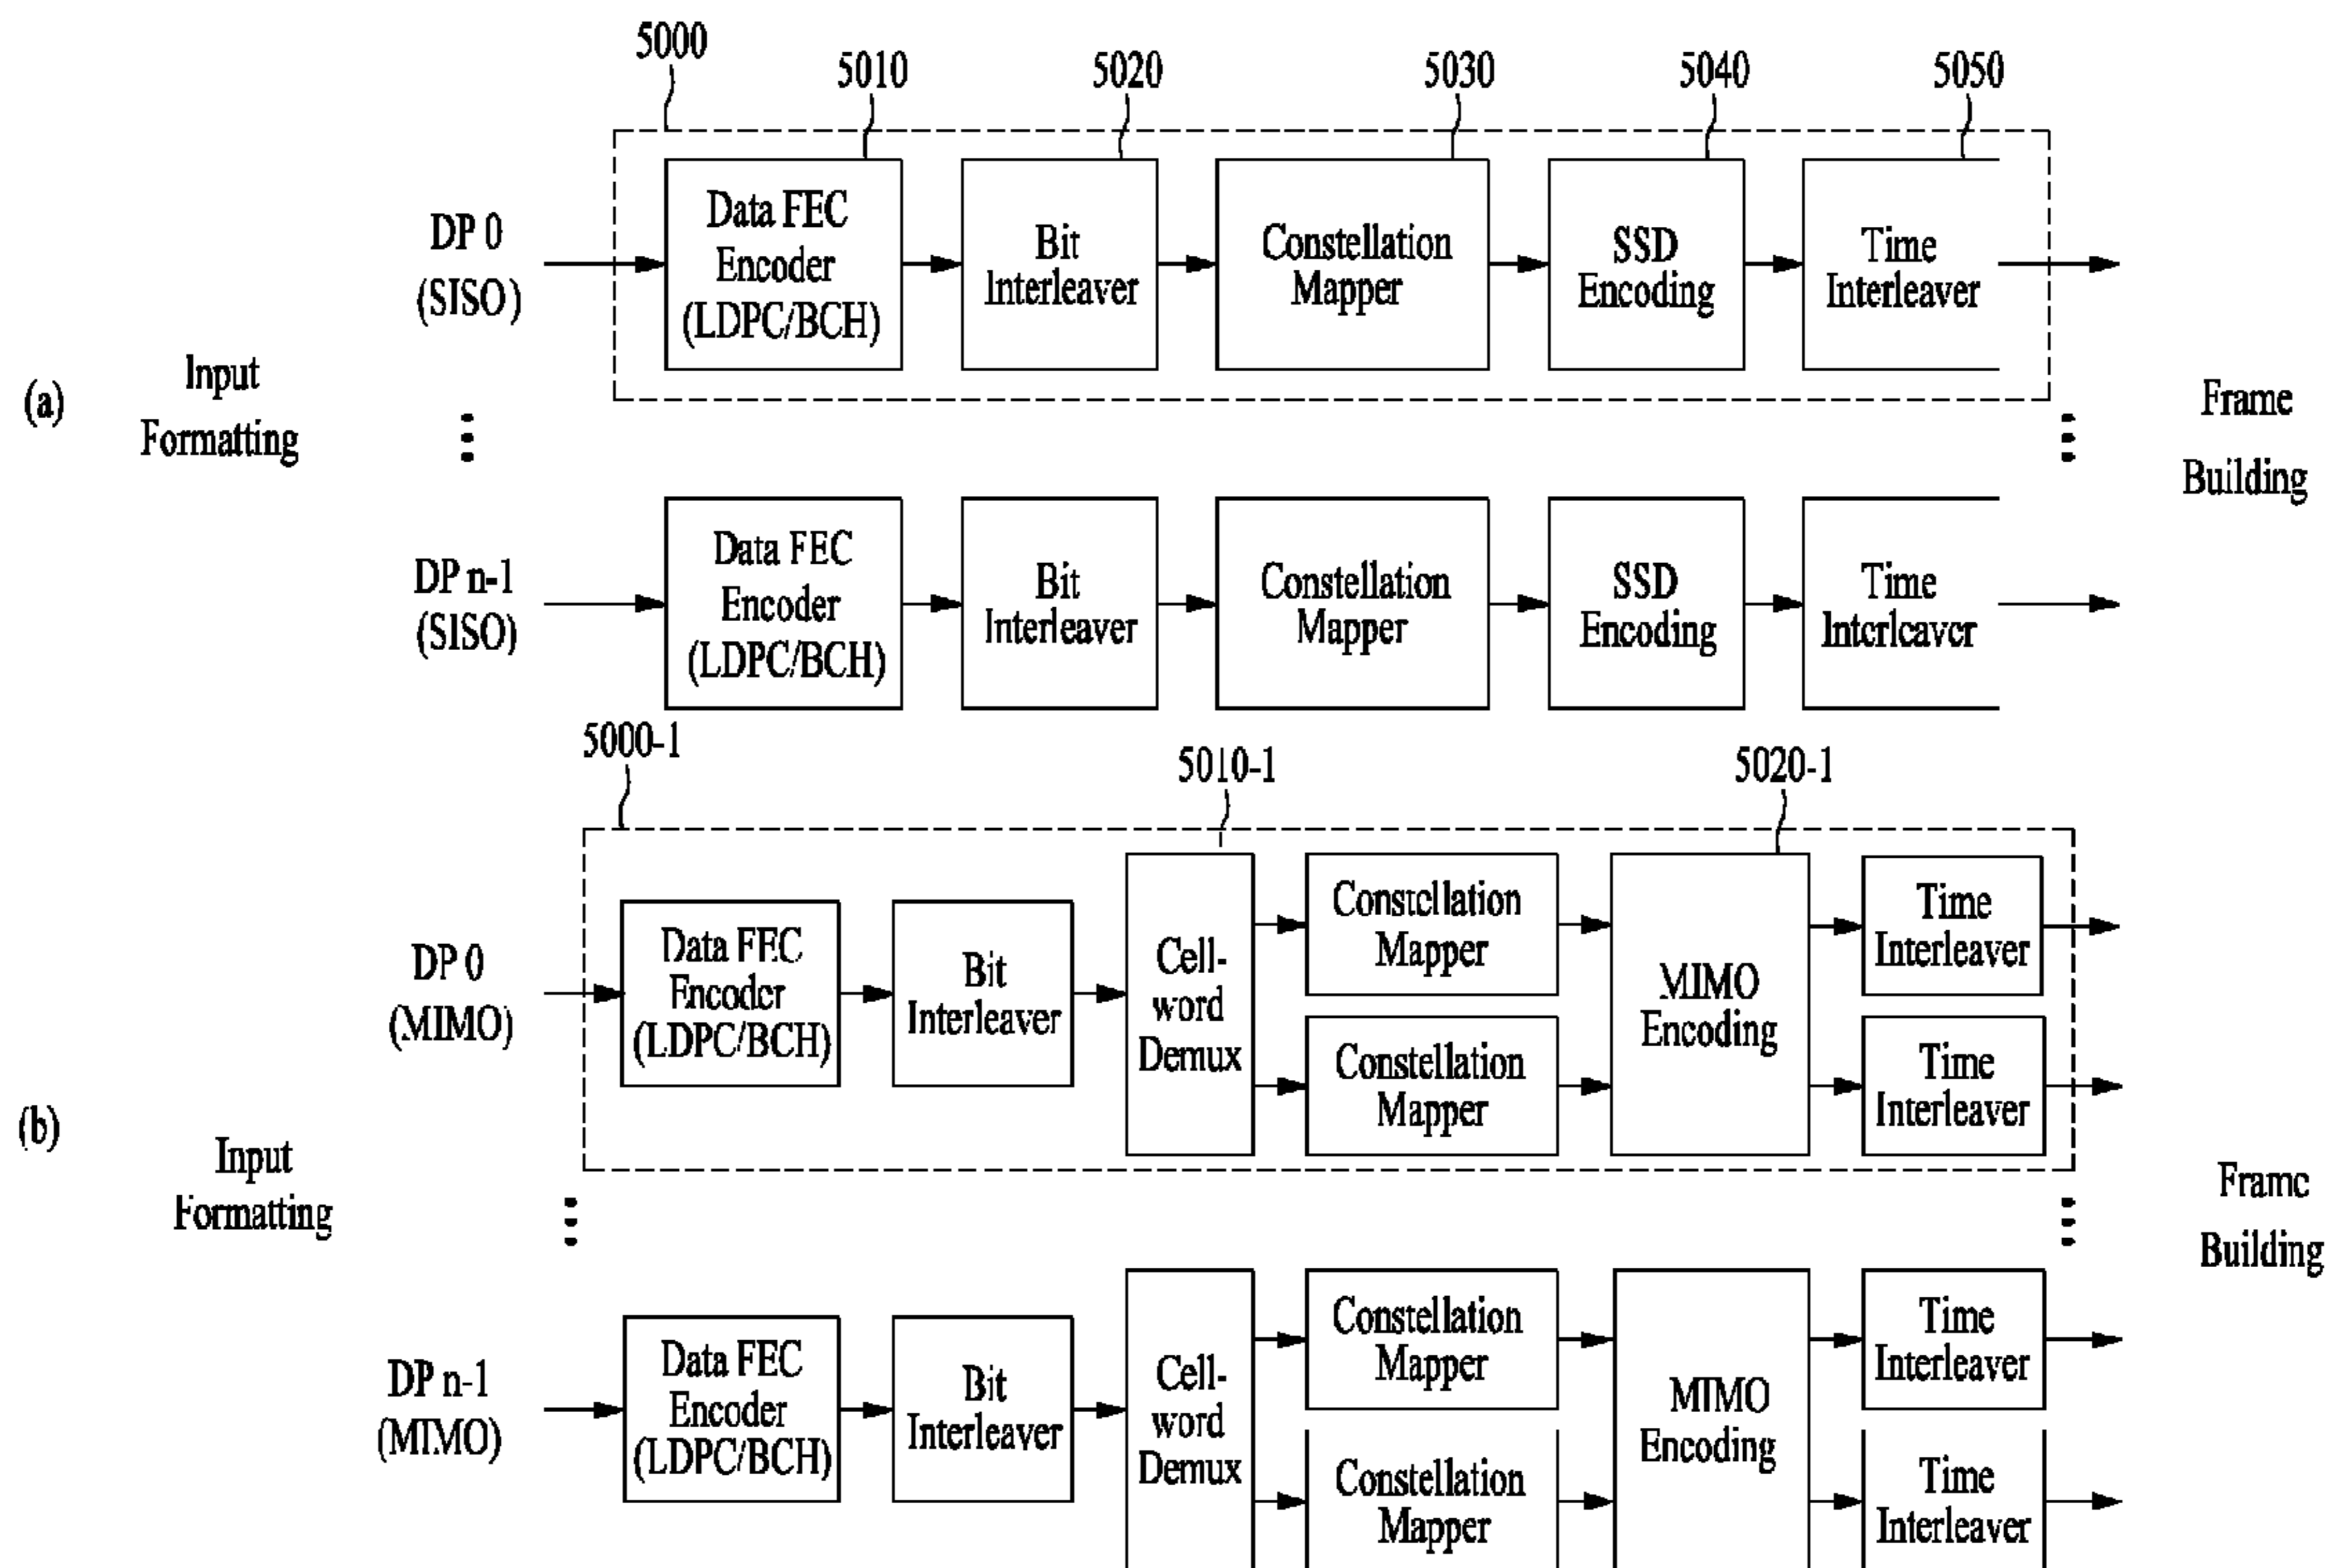 5000
5010
5020
5030
5040
5050
DP 0
(SISO)
Data FEC
Encoder
(LDPC/BCH)
Bit
Interleaver
Constellation
Mapper
SSD
Encoding
Time
Interleaver
(a)
Input
Formatting
Frame
Building
DP n-1
(SISO)
Data FEC
Encoder
(LDPC/BCH)
Bit
Interleaver
Constellation
Mapper
SSD
Encoding
Time
Interleaver
5000-1
5010-1
5020-1
DP 0
(MIMO)
Data FEC
Encoder
(LDPC/BCH)
Bit
Interleaver
Cell-
word
Demux
Constellation
Mapper
Constellation
Mapper
MIMO
Encoding
Time
Interleaver
Time
Interleaver
(b)
Input
Formatting
Frame
Building
DP n-1
(MIMO)
Data FEC
Encoder
(LDPC/BCH)
Bit
Interleaver
Cell-
word
Demux
Constellation
Mapper
Constellation
Mapper
MIMO
Encoding
Time
Interleaver
Time
Interleaver